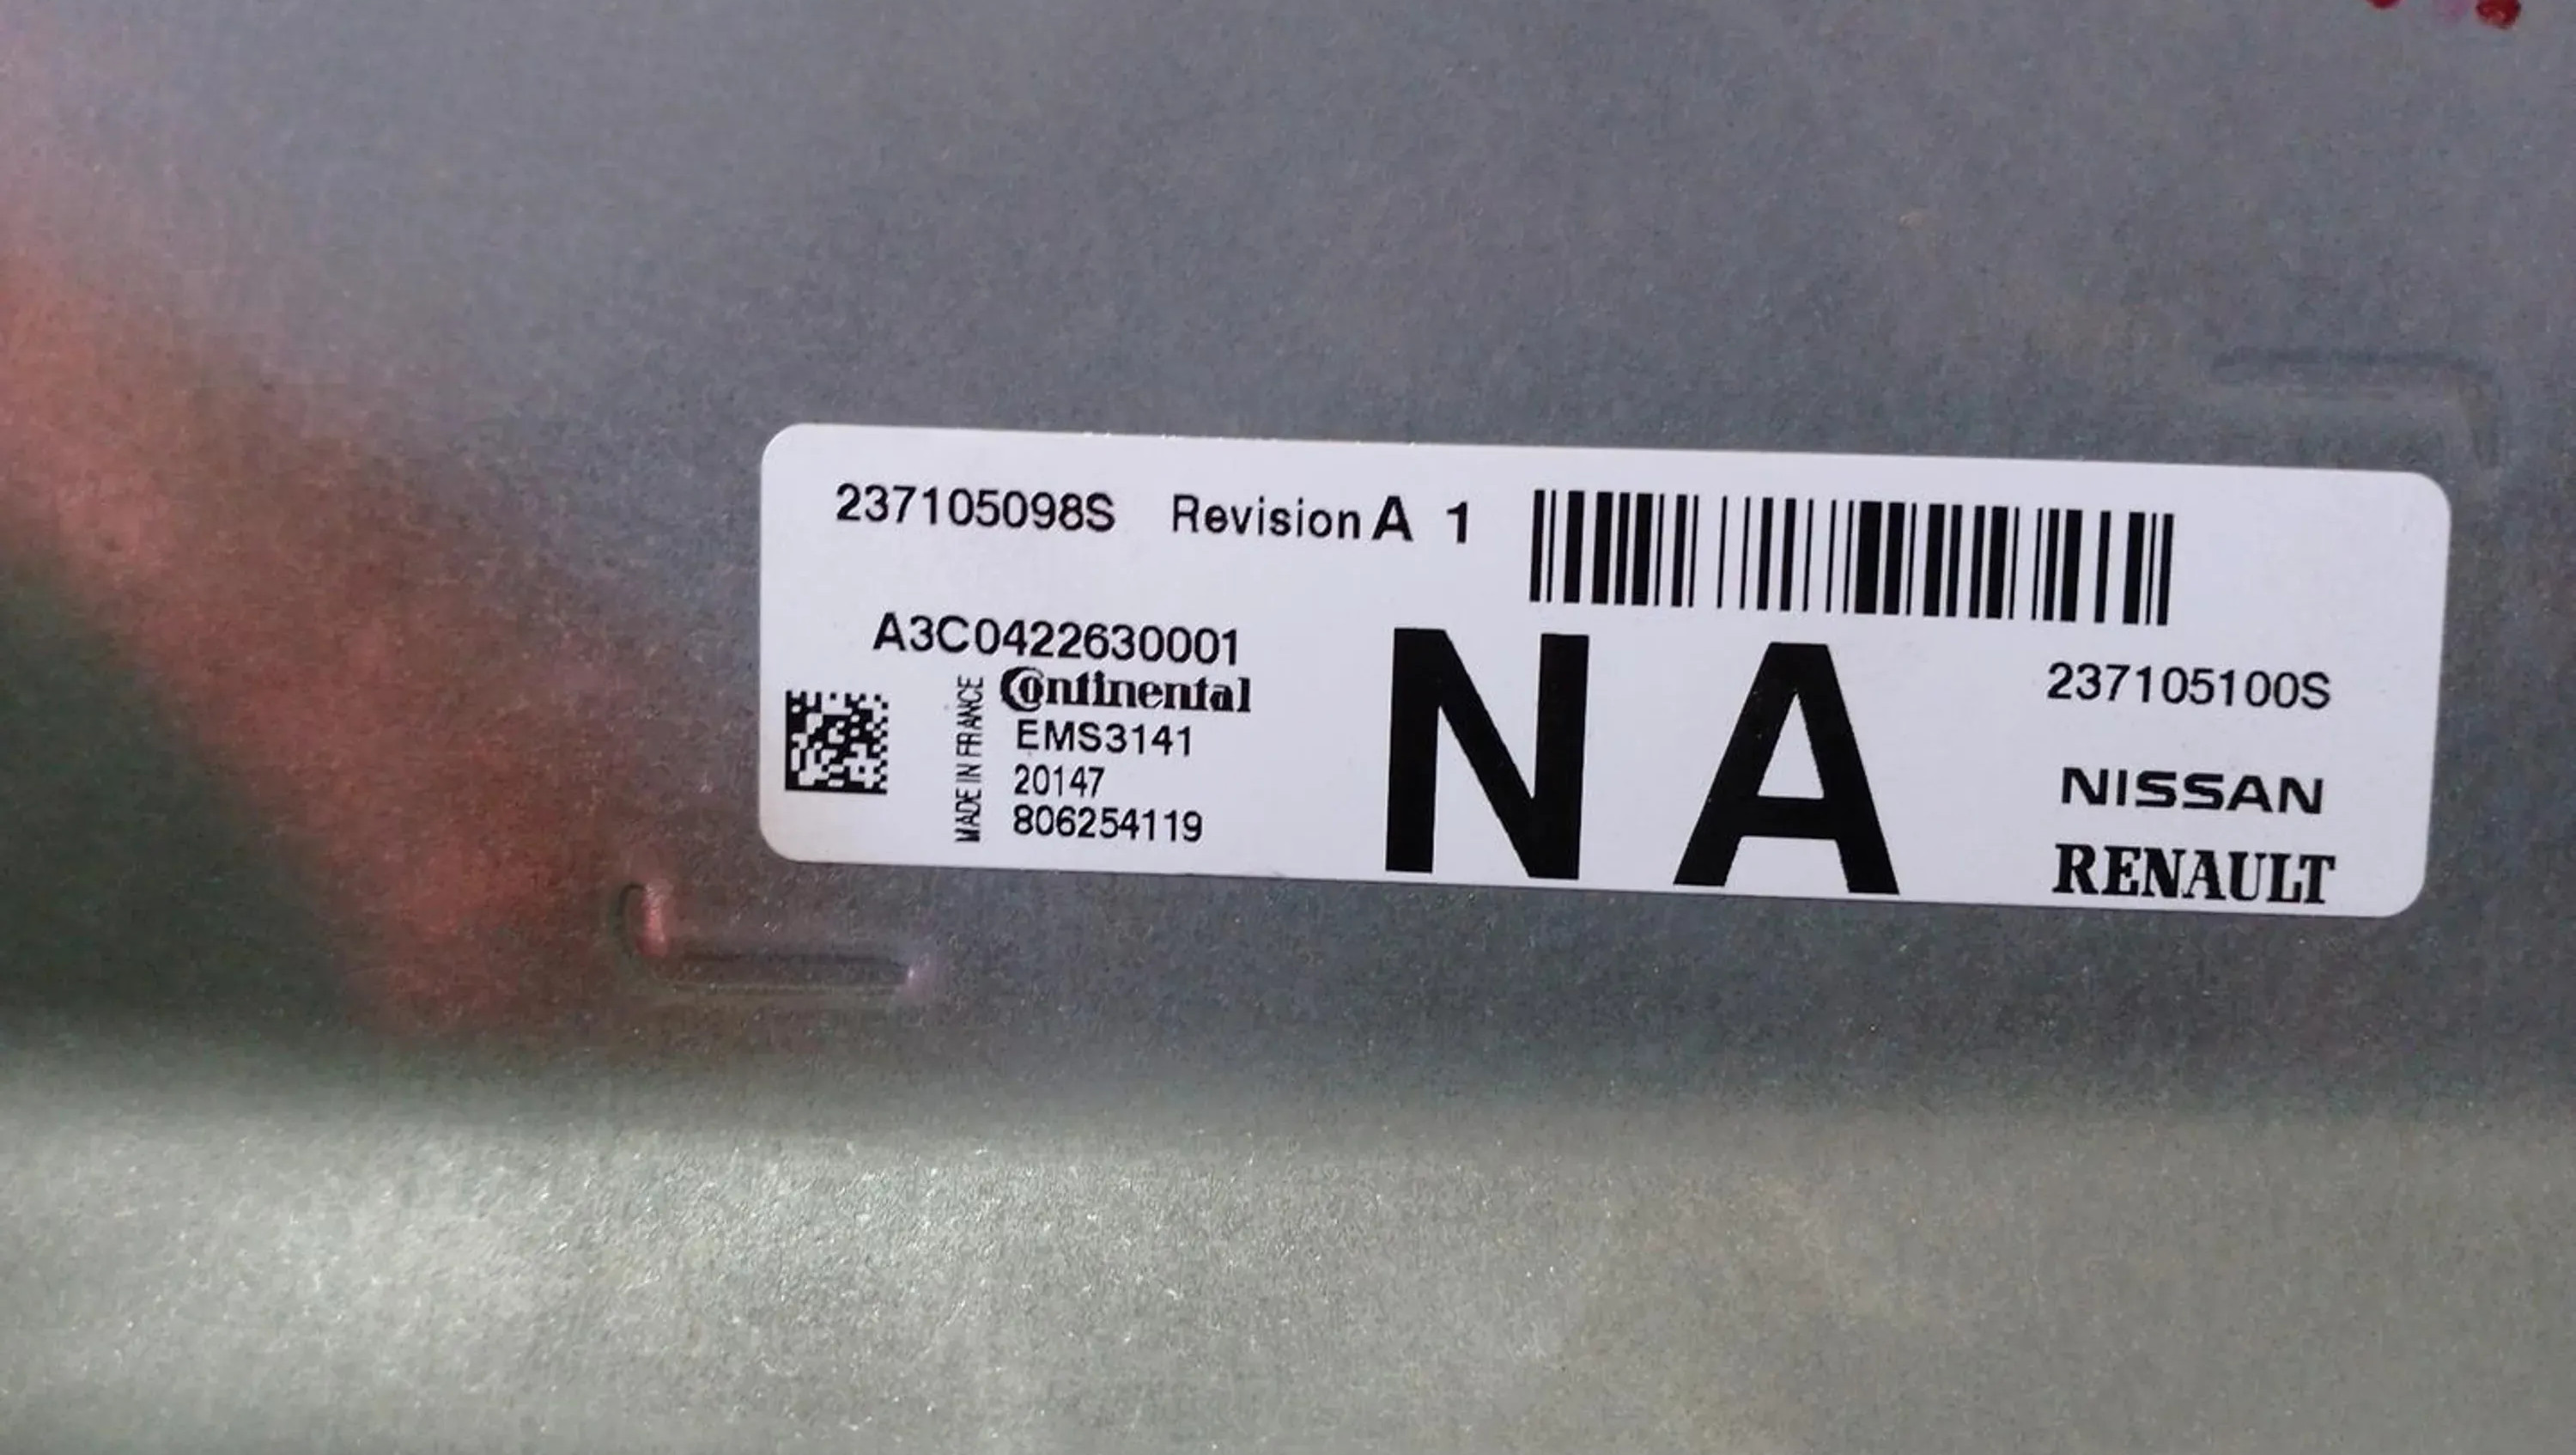 237105098S Revision A 1
A3C0422630001
MADE IN FRANCE
Continental
EMS3141
20147
806254119
NA
237105100S
NISSAN
RENAULT